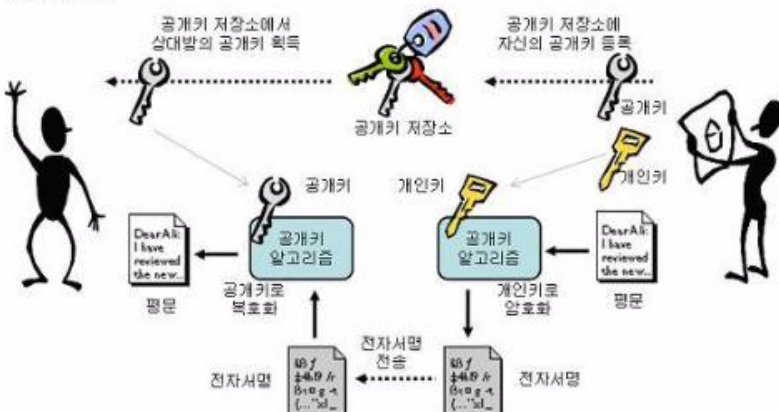 공개키 저장소에서
상대방의 공개키 획득
공개키 저장소에
자신의 공개키 등록
공개키 저장소
공개키
개인키
공개키
개인키
DearAli:
I have
reviewed
the new...
평문
공개키
알고리즘
공개키로
복호화
공개키
알고리즘
개인키로
암호화
DearAli:
I have
reviewed
the new...
평문
전자서명
전자서명
전송
전자서명